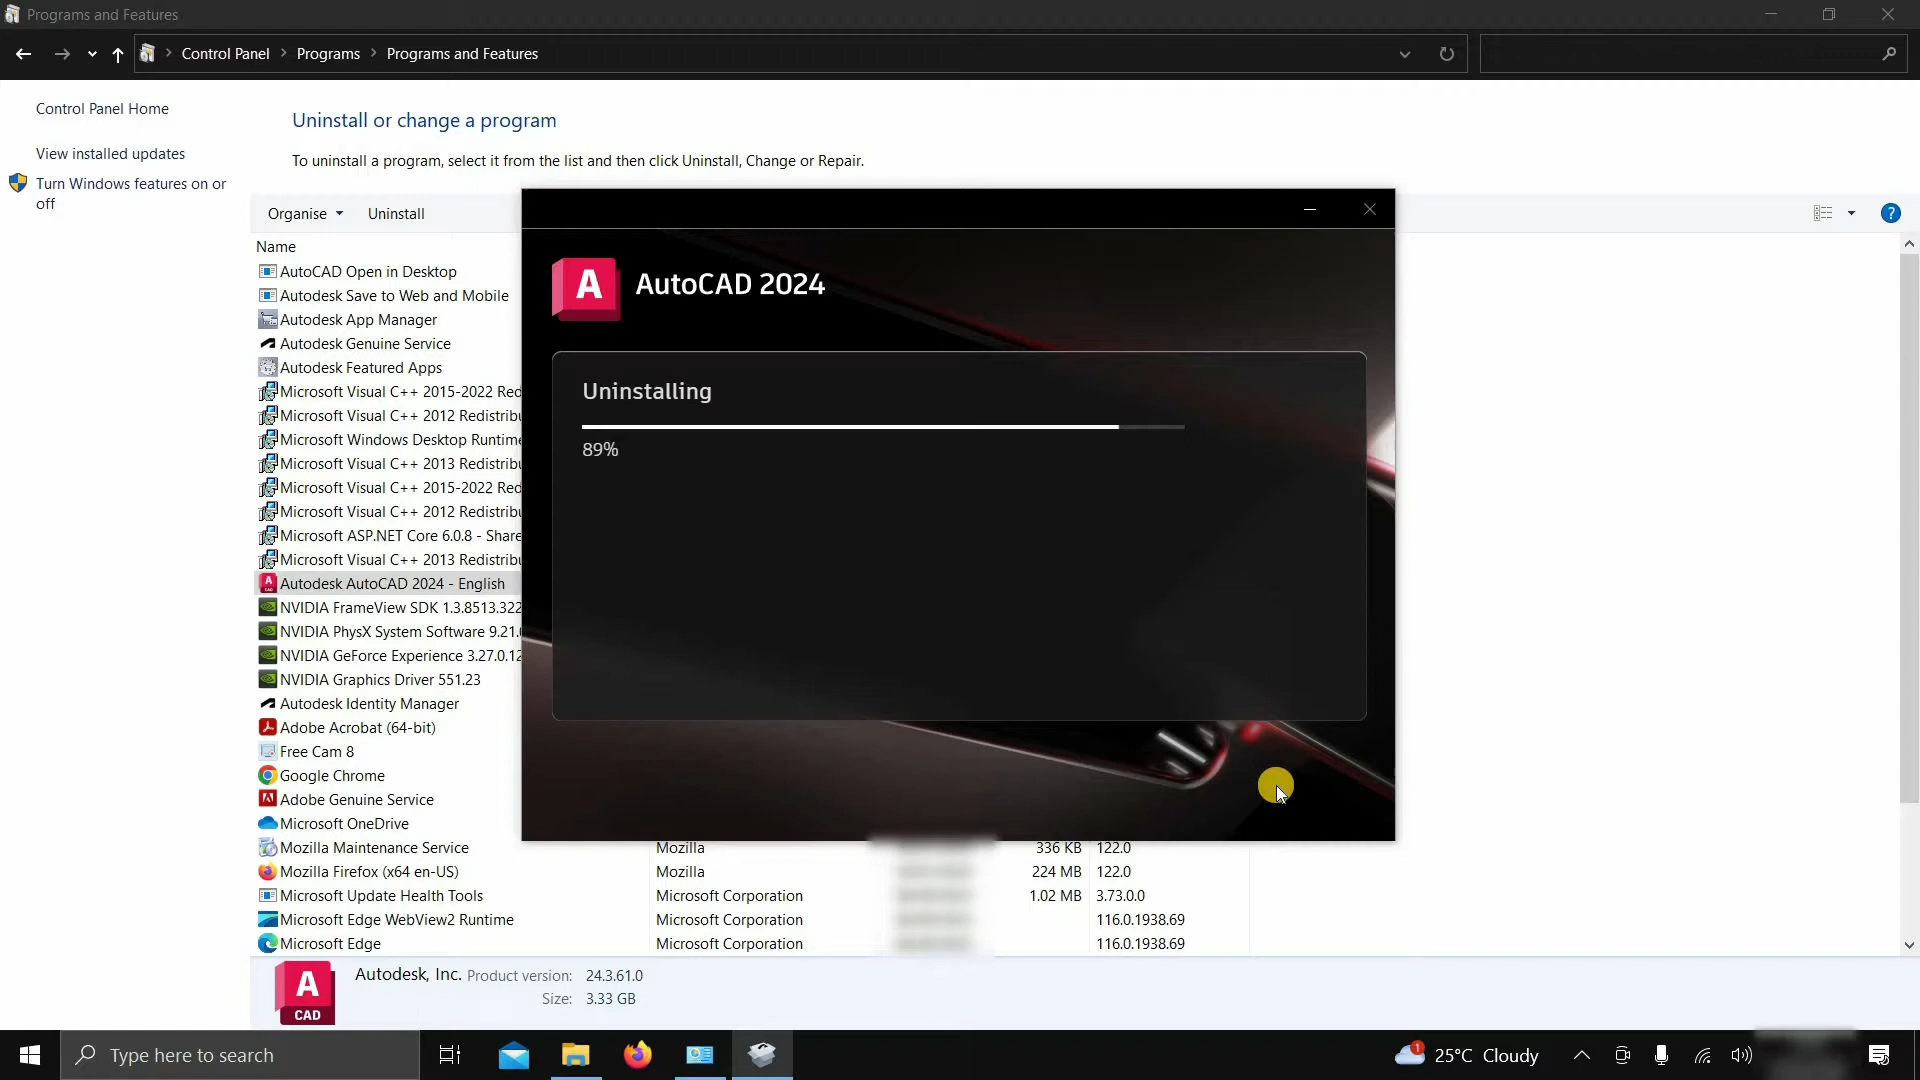 Programs and Features
Control Panel Programs Programs and Features
Control Panel Home
View installed updates
Turn Windows features on or
off
Uninstall or change a program
To uninstall a program, select it from the list and then click Uninstall, Change or Repair.
Organise Uninstall
?
Name
AutoCAD Open in Desktop
Autodesk Save to Web and Mobile
Autodesk App Manager
Autodesk Genuine Service
Autodesk Featured Apps
Microsoft Visual C++ 2015-2022 Red
Microsoft Visual C++ 2012 Redistribu
Microsoft Windows Desktop Runtime
Microsoft Visual C++ 2013 Redistribu
Microsoft Visual C++ 2015-2022 Red
Microsoft Visual C++ 2012 Redistribu
Microsoft ASP.NET Core 6.0.8 - Share
Microsoft Visual C++ 2013 Redistribu
Autodesk AutoCAD 2024 - English
NVIDIA FrameView SDK 1.3.8513.322
NVIDIA PhysX System Software 9.21.
NVIDIA GeForce Experience 3.27.0.12
NVIDIA Graphics Driver 551.23
Autodesk Identity Manager
Adobe Acrobat (64-bit)
Free Cam 8
Google Chrome
Adobe Genuine Service
Microsoft OneDrive
Mozilla Maintenance Service Mozilla 336 KB 122.0
Mozilla Firefox (x64 en-US) Mozilla 224 MB 122.0
Microsoft Update Health Tools Microsoft Corporation 1.02 MB 3.73.0.0
Microsoft Edge WebView2 Runtime Microsoft Corporation 116.0.1938.69
Microsoft Edge Microsoft Corporation 116.0.1938.69
A AutoCAD 2024
Uninstalling
89%
A
CAD
Autodesk, Inc. Product version: 24.3.61.0
Size: 3.33 GB
Type here to search
1
25°C Cloudy